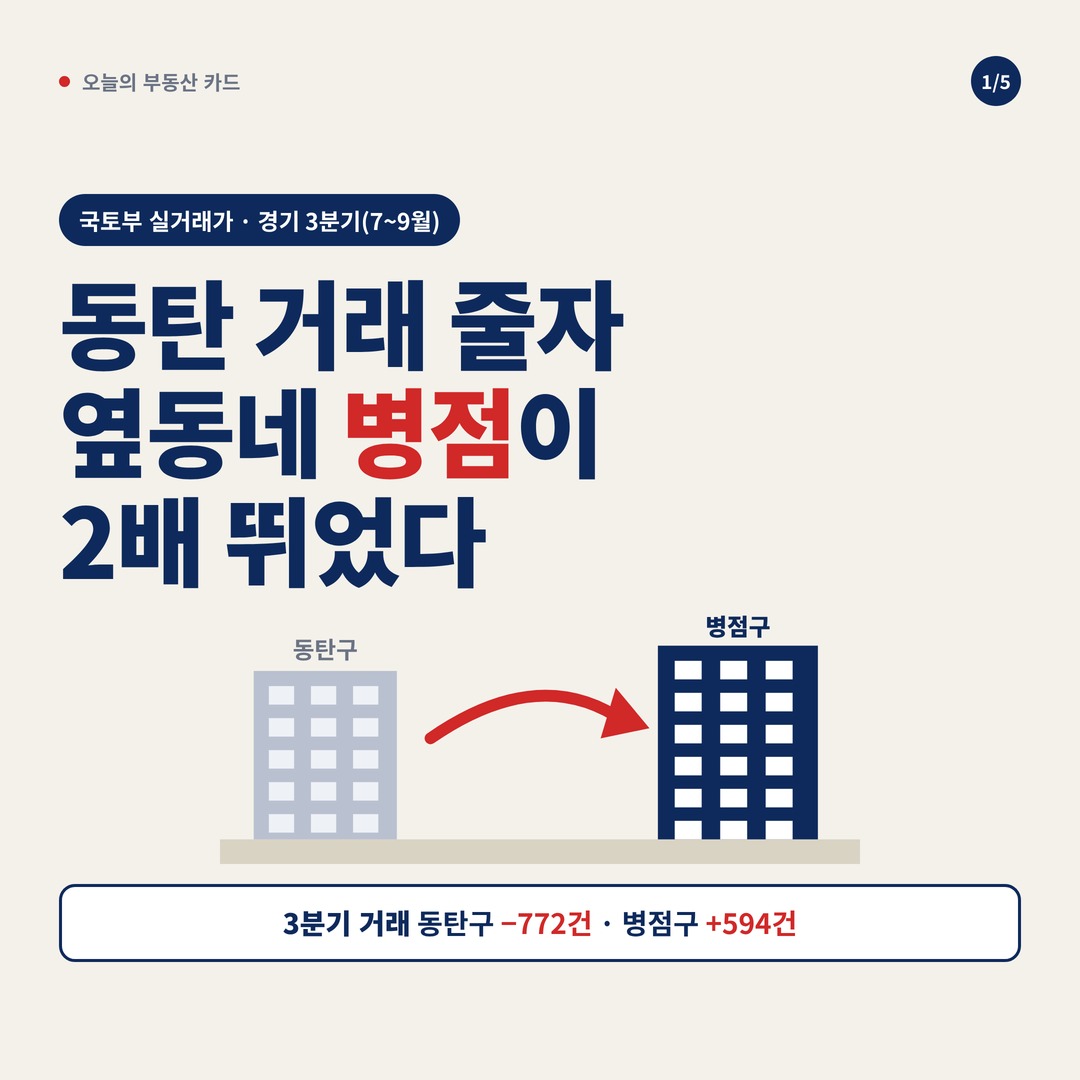 오늘의 부동산 카드
1/5
국토부 실거래가 · 경기 3분기(7~9월)
동탄 거래 줄자
옆동네 병점이
2배 뛰었다
동탄구
병점구
3분기 거래 동탄구 −772건 · 병점구 +594건